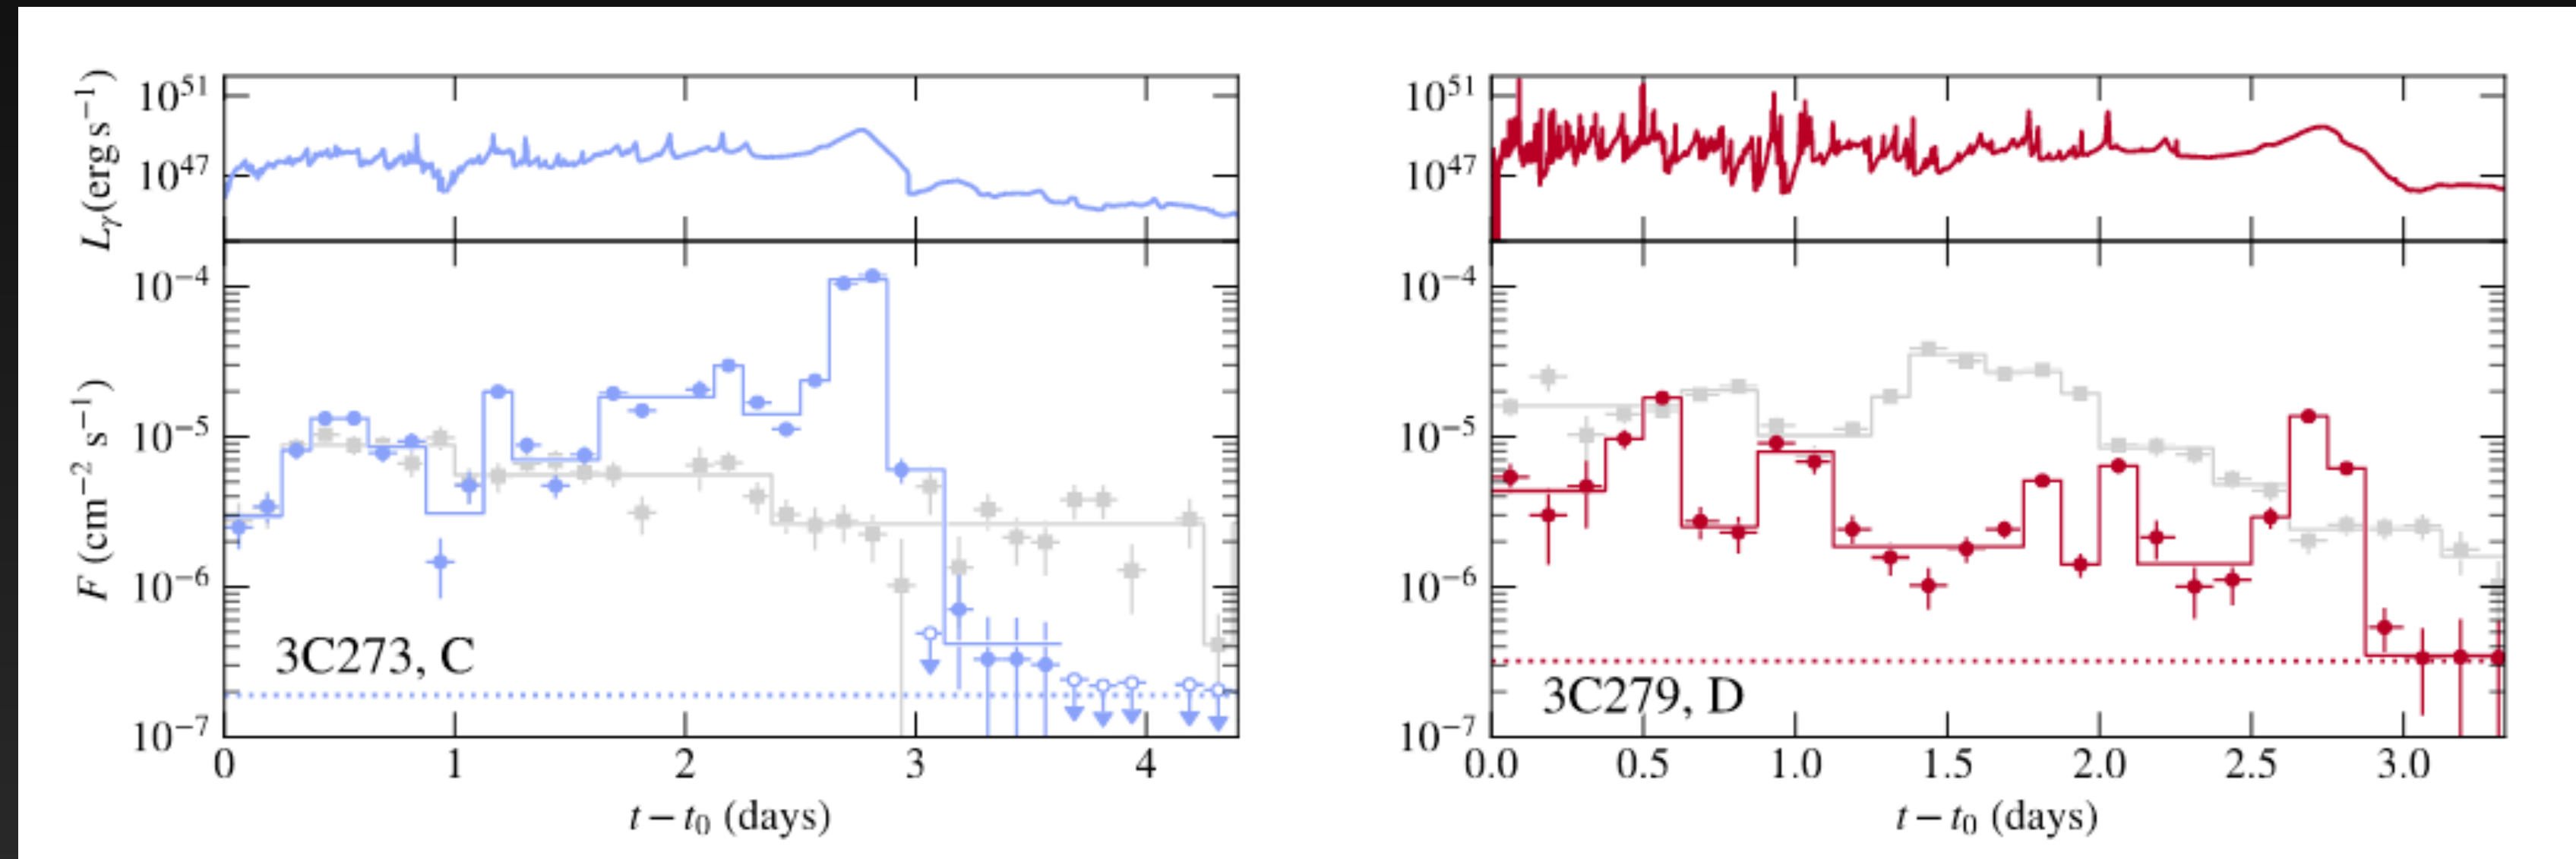 10^51
10^47
L_γ(erg s^−1)
10^−4
10^−5
10^−6
10^−7
F (cm^−2 s^−1)
3C273, C
0 1 2 3 4
t − t_0 (days)
10^51
10^47
10^−4
10^−5
10^−6
10^−7
3C279, D
0.0 0.5 1.0 1.5 2.0 2.5 3.0
t − t_0 (days)